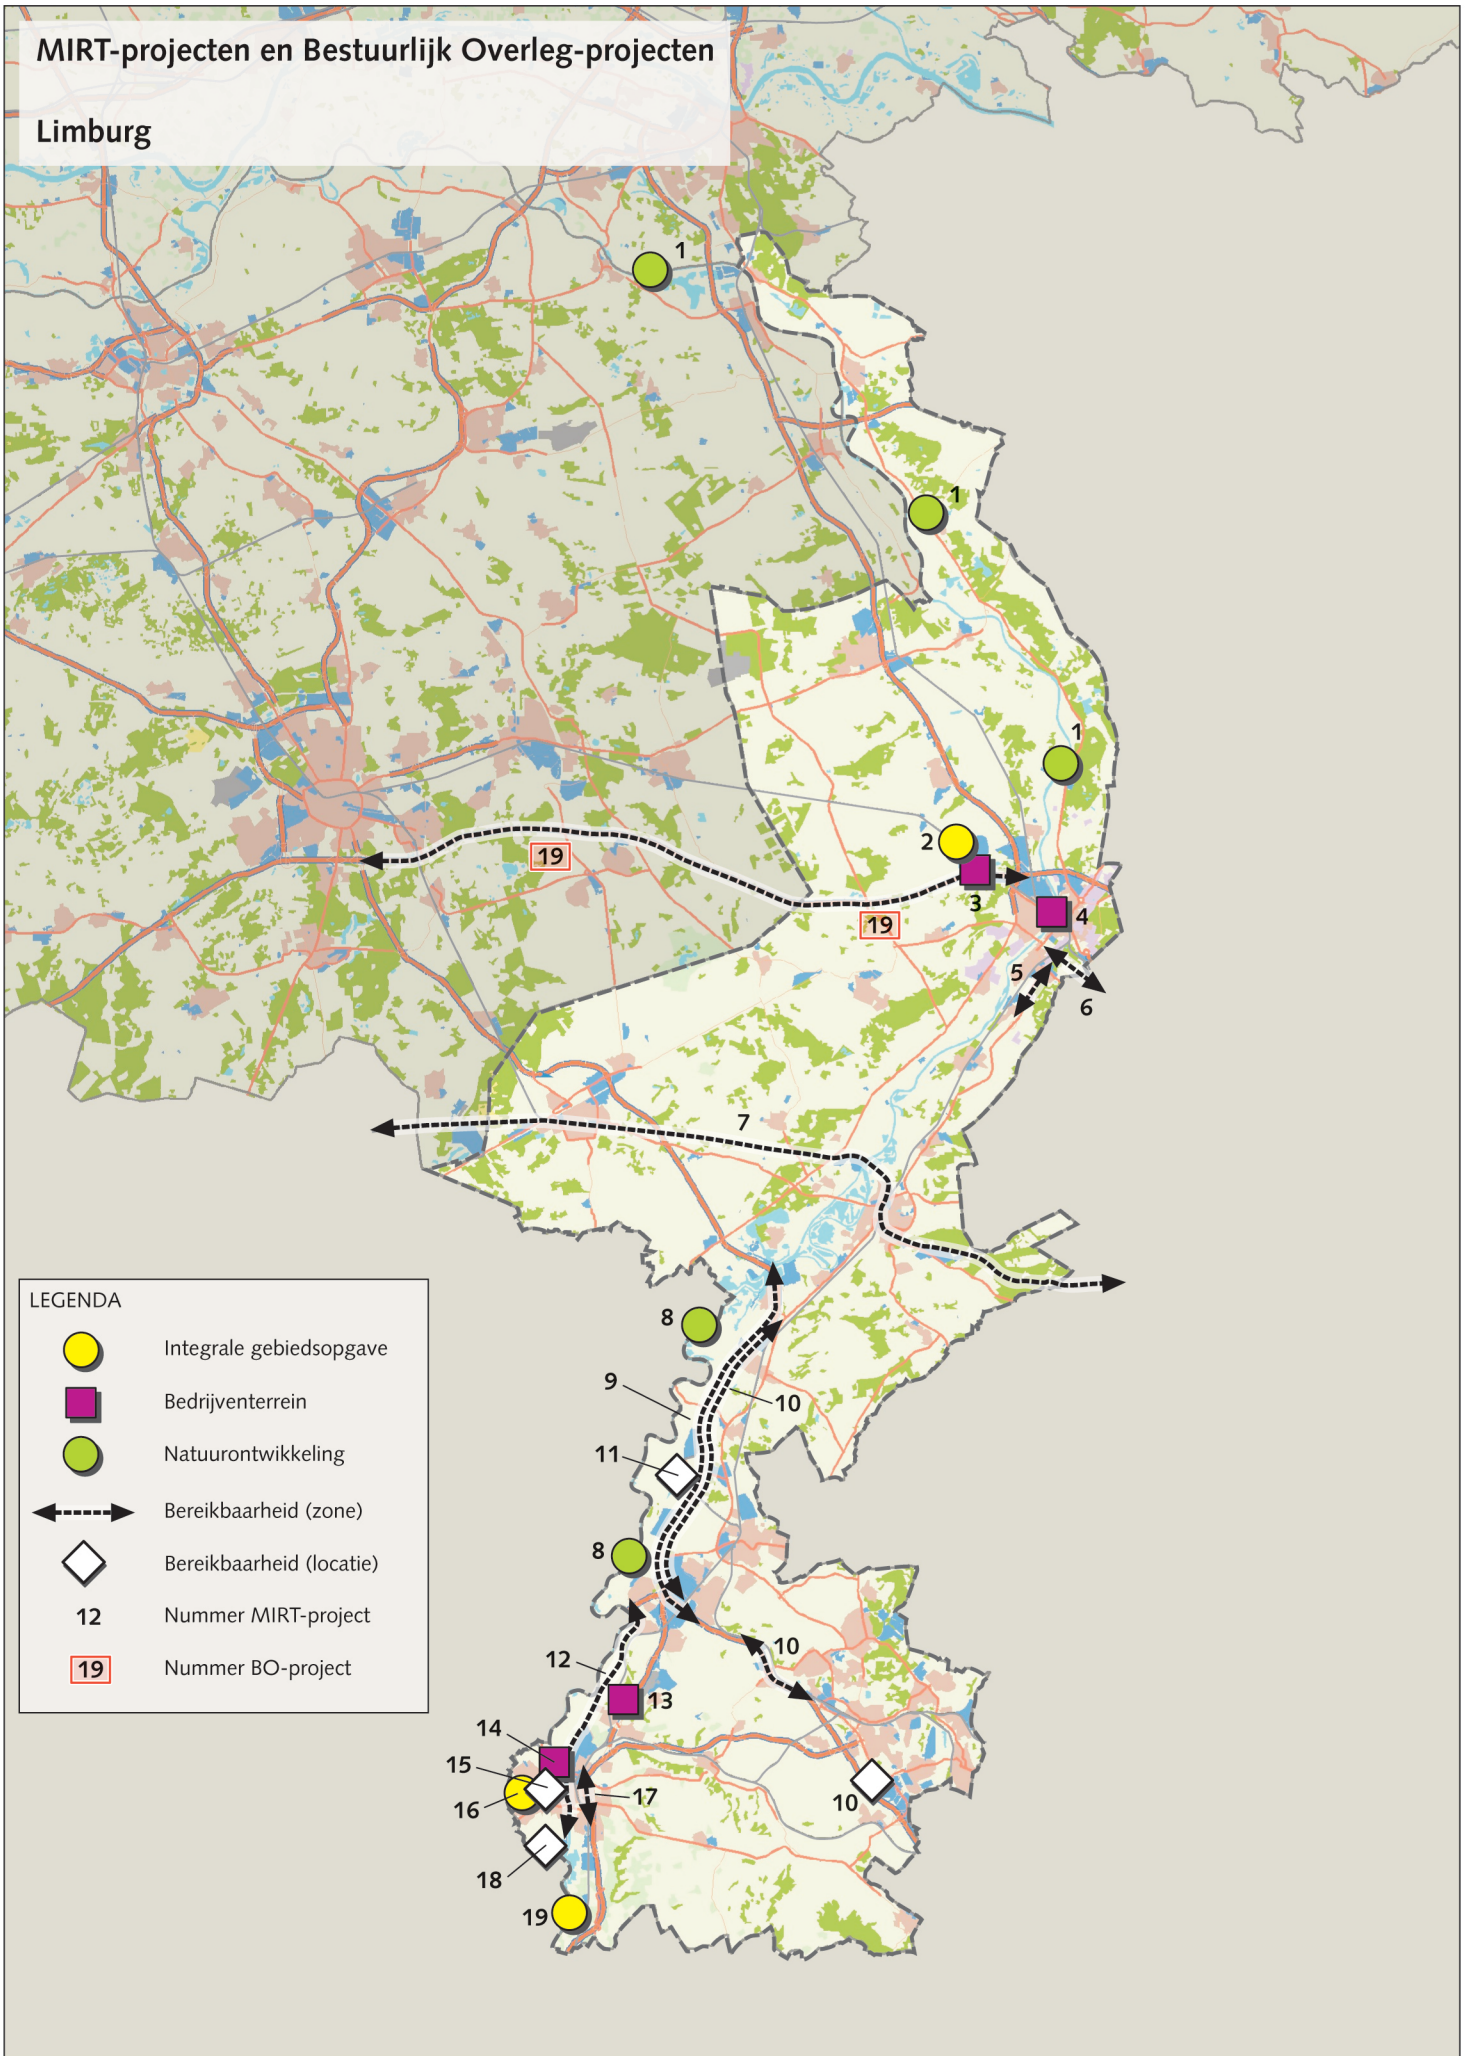 MIRT-projecten en Bestuurlijk Overleg-projecten
Limburg
1
1
1
2
3
4
19
19
5
6
7
8
9
10
11
8
12
10
13
14
15
16
17
10
18
19
LEGENDA
Integrale gebiedsopgave
Bedrijventerrein
Natuurontwikkeling
Bereikbaarheid (zone)
Bereikbaarheid (locatie)
12 Nummer MIRT-project
19 Nummer BO-project